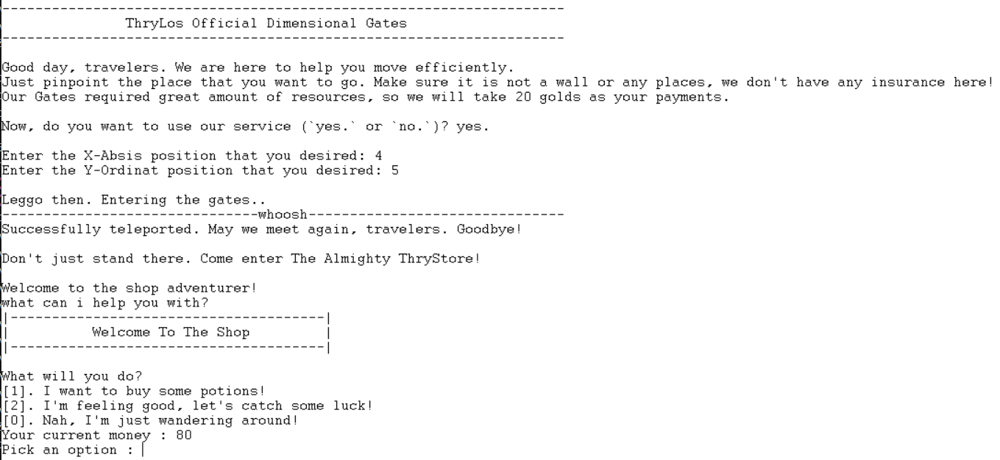 -------------------------------------------------------------------
ThryLos Official Dimensional Gates
-------------------------------------------------------------------
Good day, travelers. We are here to help you move efficiently.
Just pinpoint the place that you want to go. Make sure it is not a wall or any places, we don't have any insurance here!
Our Gates required great amount of resources, so we will take 20 golds as your payments.
Now, do you want to use our service (`yes.` or `no.`)? yes.
Enter the X-Absis position that you desired: 4
Enter the Y-Ordinat position that you desired: 5
Leggo then. Entering the gates..
-------------------------------whoosh-------------------------------
Successfully teleported. May we meet again, travelers. Goodbye!
Don't just stand there. Come enter The Almighty ThryStore!
Welcome to the shop adventurer!
what can i help you with?
|--------------------------------------|
|          Welcome To The Shop         |
|--------------------------------------|
What will you do?
[1]. I want to buy some potions!
[2]. I'm feeling good, let's catch some luck!
[0]. Nah, I'm just wandering around!
Your current money : 80
Pick an option :